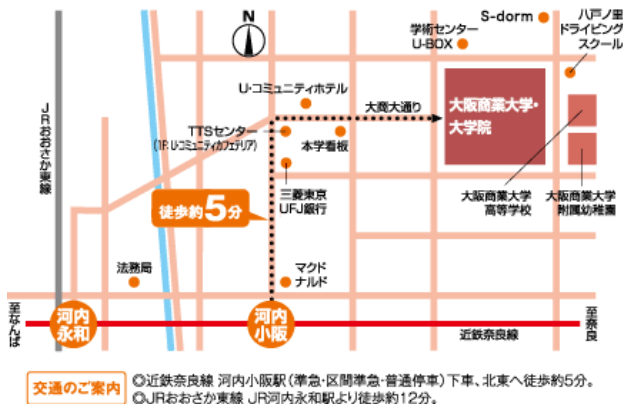 N
S-dorm
学術センター
U-BOX
八戸ノ里
ドライビング
スクール
JRおおさか東線
U・コミュニティホテル
大商大通り
大阪商業大学・
大学院
TTSセンター
(1F U・コミュニティカフェテリア)
本学看板
三菱東京
UFJ銀行
大阪商業大学
高等学校
大阪商業大学
附属幼稚園
徒歩約5分
法務局
マクド
ナルド
至なんば
河内
永和
河内
小阪
近鉄奈良線
至奈良
交通のご案内
◎近鉄奈良線 河内小阪駅(準急・区間準急・普通停車)下車、北東へ徒歩約5分。
◎JRおおさか東線 JR河内永和駅より徒歩約12分。